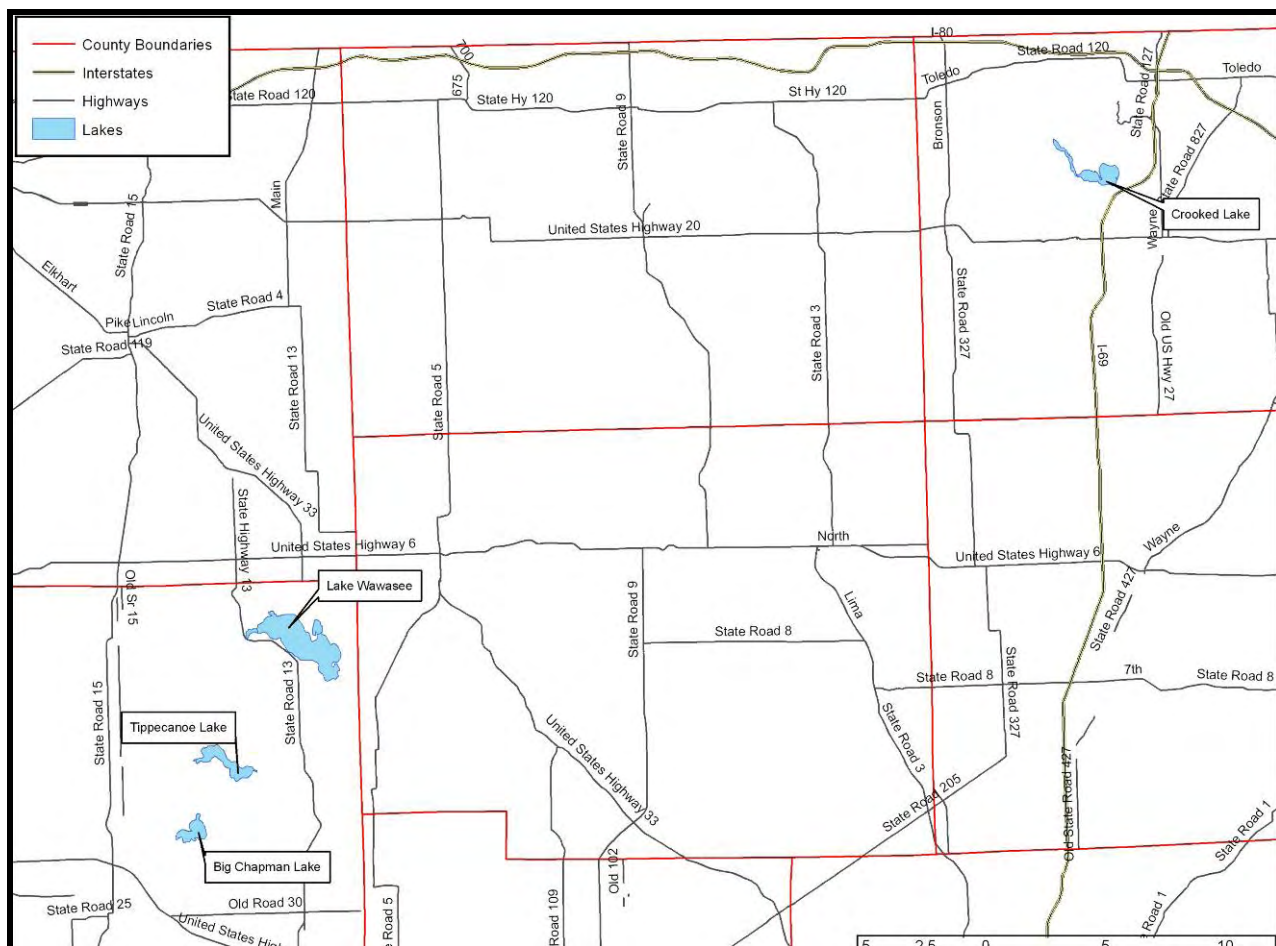 County Boundaries
Interstates
Highways
Lakes
I-80
State Road 120
700
675
State Road 120
State Hy 120
State Road 9
St Hy 120
Toledo
Toledo
State Road 127
Bronson
State Road 827
Main
State Road 15
United States Highway 20
Wayne
Crooked Lake
Elkhart
Pike
Lincoln
State Road 4
State Road 119
State Road 13
State Road 5
State Road 3
State Road 327
I-69
Old US Hwy 27
United States Highway 33
State Highway 13
United States Highway 6
North
United States Highway 6
Wayne
Old Sr 15
Lake Wawasee
State Road 9
Lima
State Road 427
State Road 8
State Road 327
State Road 8
7th
State Road 8
State Road 15
State Road 13
Tippecanoe Lake
United States Highway 33
State Road 3
State Road 205
Old State Road 427
State Road 1
Big Chapman Lake
Old 102
State Road 25
Old Road 30
United States High
State Road 5
Road 109
Road 1
5 2.5 0 5 10